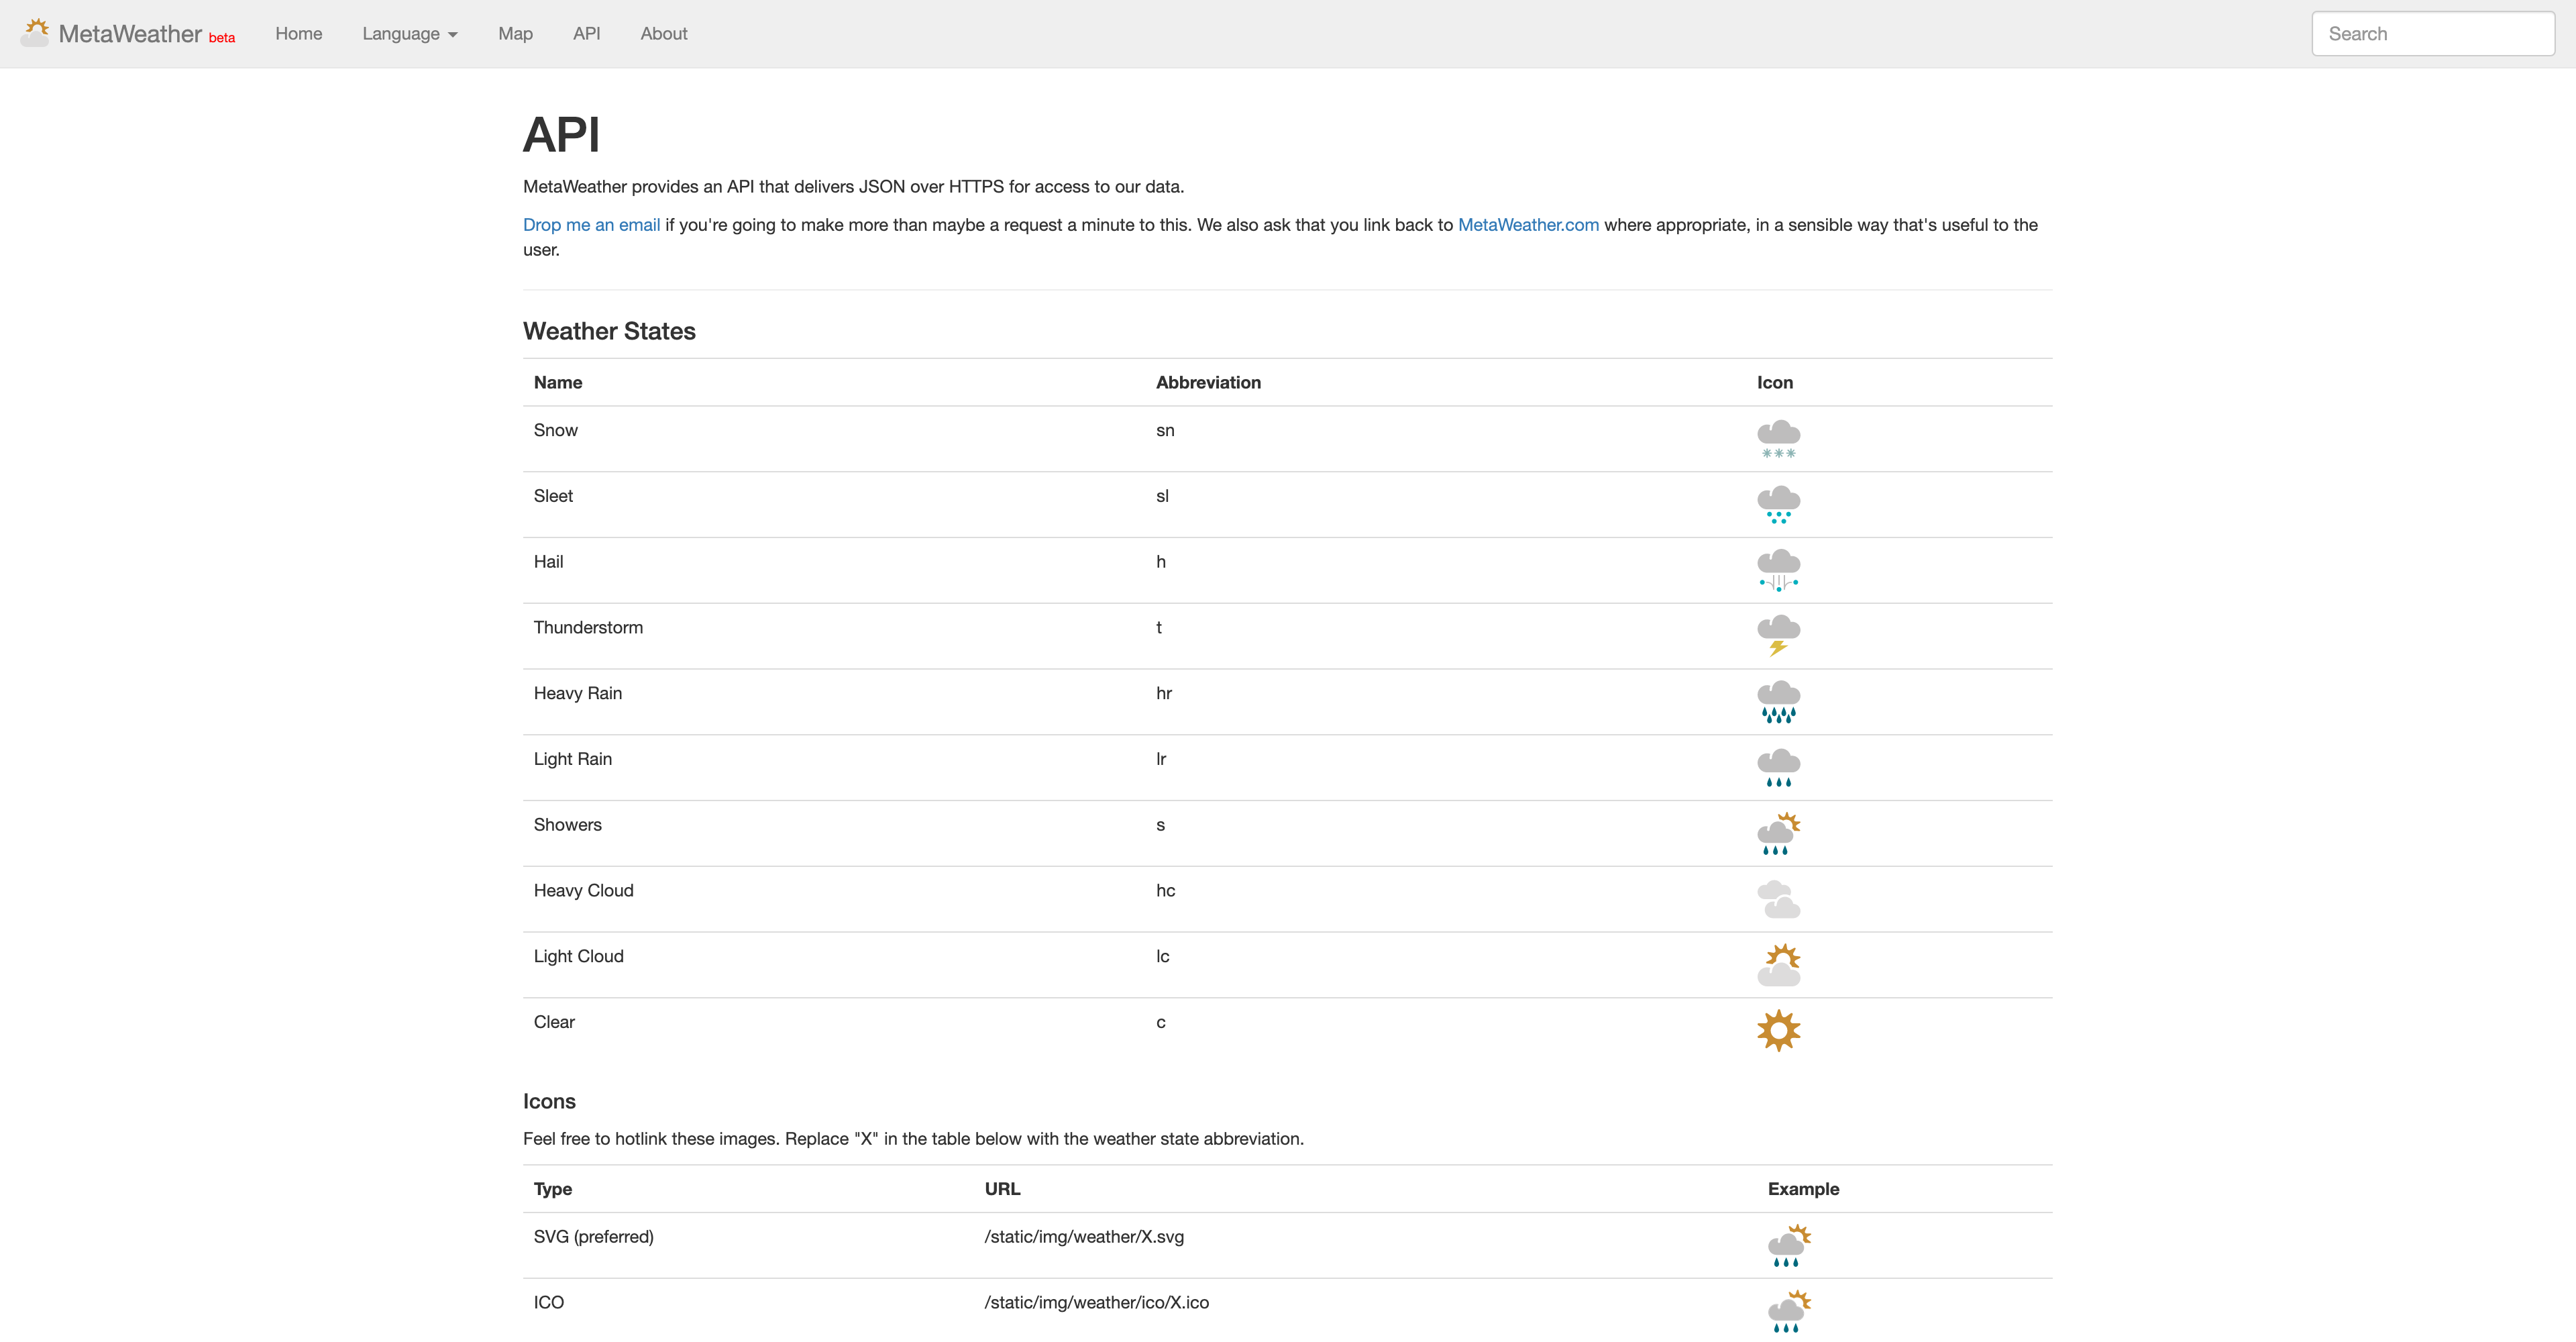 MetaWeather beta Home Language Map API About Search
API
MetaWeather provides an API that delivers JSON over HTTPS for access to our data.
Drop me an email if you're going to make more than maybe a request a minute to this. We also ask that you link back to MetaWeather.com where appropriate, in a sensible way that's useful to the
user.
Weather States
Name Abbreviation Icon
Snow sn
Sleet sl
Hail h
Thunderstorm t
Heavy Rain hr
Light Rain lr
Showers s
Heavy Cloud hc
Light Cloud lc
Clear c
Icons
Feel free to hotlink these images. Replace "X" in the table below with the weather state abbreviation.
Type URL Example
SVG (preferred) /static/img/weather/X.svg
ICO /static/img/weather/ico/X.ico